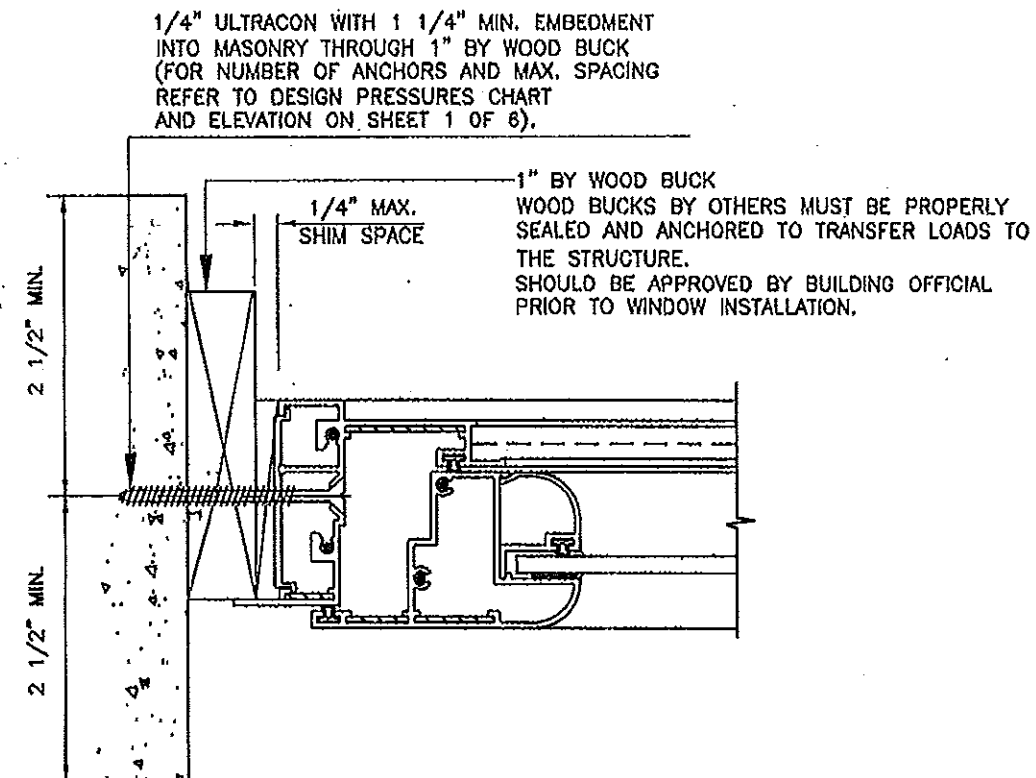 1/4" ULTRACON WITH 1 1/4" MIN. EMBEDMENT
INTO MASONRY THROUGH 1" BY WOOD BUCK
(FOR NUMBER OF ANCHORS AND MAX. SPACING
REFER TO DESIGN PRESSURES CHART
AND ELEVATION ON SHEET 1 OF 6).
1" BY WOOD BUCK
WOOD BUCKS BY OTHERS MUST BE PROPERLY
SEALED AND ANCHORED TO TRANSFER LOADS TO
THE STRUCTURE.
SHOULD BE APPROVED BY BUILDING OFFICIAL
PRIOR TO WINDOW INSTALLATION.
1/4" MAX.
SHIM SPACE
2 1/2" MIN.
2 1/2" MIN.